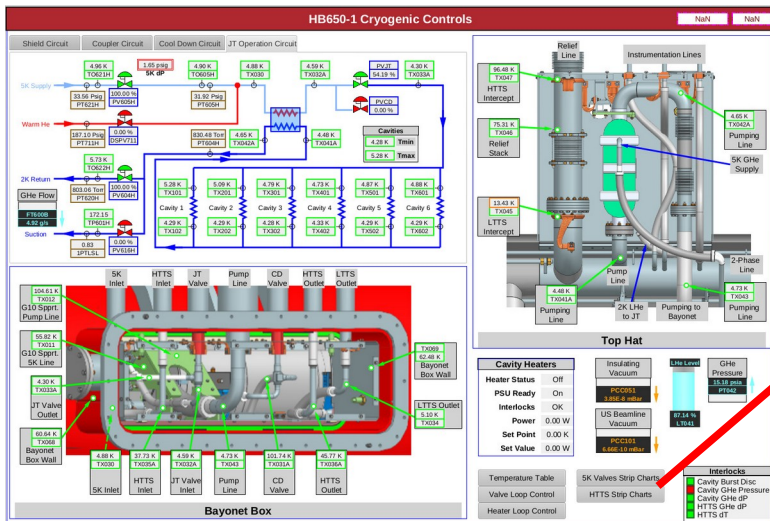 HB650-1 Cryogenic Controls
NaN
NaN
Shield Circuit
Coupler Circuit
Cool Down Circuit
JT Operation Circuit
4.96 K
TO621H
1.65 psig
5K dP
4.90 K
TO605H
4.88 K
TX030
4.59 K
TX032A
PVJT
54.19 %
4.30 K
TX033A
5K Supply
33.56 Psig
PT621H
100.00 %
PV605H
31.92 Psig
PT605H
PVCD
0.00 %
Warm He
187.10 Psig
PT711H
0.00 %
DSPV711
830.48 Torr
PT604H
4.65 K
TX042A
4.48 K
TX041A
Cavities
4.28 K Tmin
5.28 K Tmax
5.73 K
TO622H
2K Return
803.06 Torr
PT620H
100.00 %
PV604H
GHe Flow
FT600B
4.92 g/s
172.15
TP601H
Suction
0.83
1PTLSL
0.00 %
PV616H
5.28 K
TX101
5.09 K
TX201
4.79 K
TX301
4.73 K
TX401
4.87 K
TX501
4.88 K
TX601
Cavity 1
Cavity 2
Cavity 3
Cavity 4
Cavity 5
Cavity 6
4.29 K
TX102
4.29 K
TX202
4.28 K
TX302
4.33 K
TX402
4.29 K
TX502
4.29 K
TX602
Relief
Line
Instrumentation Lines
96.48 K
TX047
HTTS
Intercept
75.31 K
TX046
Relief
Stack
13.43 K
TX045
LTTS
Intercept
4.65 K
TX042A
Pumping
Line
5K GHe
Supply
2-Phase
Line
4.48 K
TX041A
Pumping
Line
Pump
Line
2K LHe
to JT
Pumping to
Bayonet
4.73 K
TX043
Pumping
Line
Top Hat
5K
Inlet
HTTS
Inlet
JT
Valve
Pump
Line
CD
Valve
HTTS
Outlet
LTTS
Outlet
104.61 K
TX012
G10 Sprt.
Pump Line
55.82 K
TX011
G10 Sprt.
5K Line
4.30 K
TX033A
JT Valve
Outlet
60.64 K
TX068
Bayonet
Box Wall
TX069
62.48 K
Bayonet
Box Wall
LTTS Outlet
5.10 K
TX034
4.88 K
TX030
5K Inlet
37.73 K
TX035A
HTTS
Inlet
4.59 K
TX032A
JT Valve
Inlet
4.73 K
TX043
Pump
Line
101.74 K
TX031A
CD
Valve
45.77 K
TX036A
HTTS
Outlet
Bayonet Box
Cavity Heaters
Heater Status Off
PSU Ready On
Interlocks OK
Power 0.00 W
Set Point 0.00 K
Set Value 0.00 W
Insulating
Vacuum
PCC051
3.85E-8 mBar
US Beamline
Vacuum
PCC101
6.66E-10 mBar
LHe Level
87.14 %
LT041
GHe
Pressure
15.18 psia
PT042
Temperature Table
Valve Loop Control
Heater Loop Control
5K Valves Strip Charts
HTTS Strip Charts
Interlocks
Cavity Burst Disc
Cavity GHe Pressure
Cavity GHe dP
HTTS GHe dP
HTTS dT